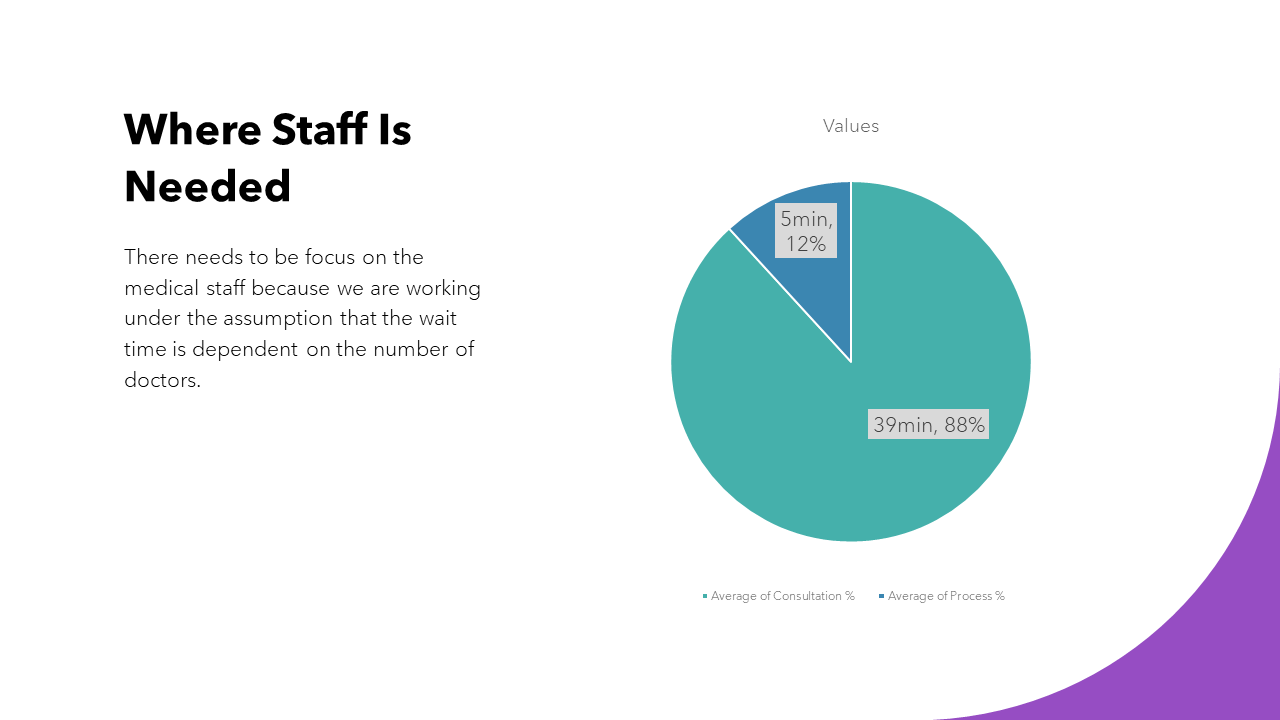 Where Staff Is
Needed
There needs to be focus on the
medical staff because we are working
under the assumption that the wait
time is dependent on the number of
doctors.
Values
5min,
12%
39min, 88%
Average of Consultation %
Average of Process %